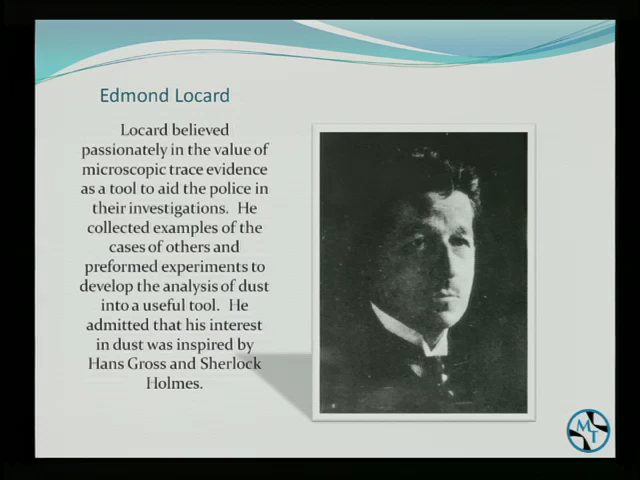 Edmond Locard
Locard believed
passionately in the value of
microscopic trace evidence
as a tool to aid the police in
their investigations. He
collected examples of the
cases of others and
preformed experiments to
develop the analysis of dust
into a useful tool. He
admitted that his interest
in dust was inspired by
Hans Gross and Sherlock
Holmes.
M
T